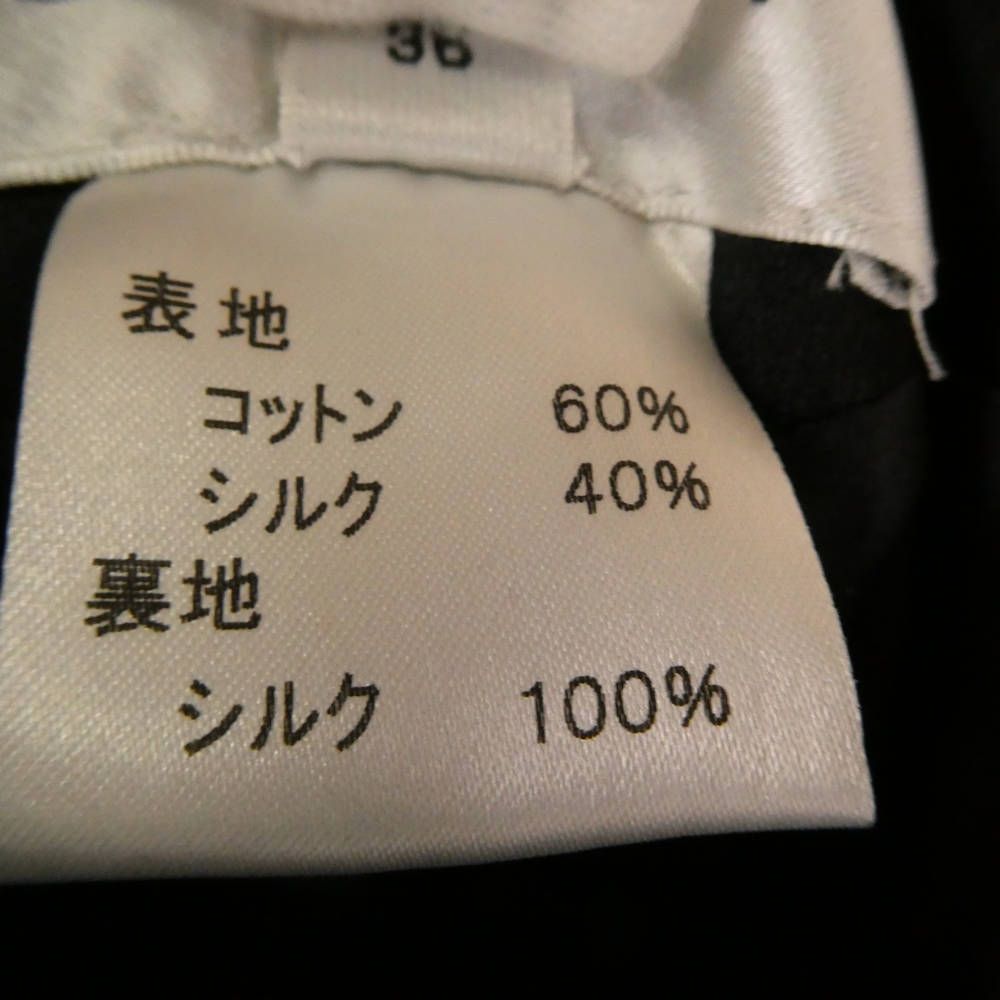 36
表地
コットン 60%
シルク 40%
裏地
シルク 100%